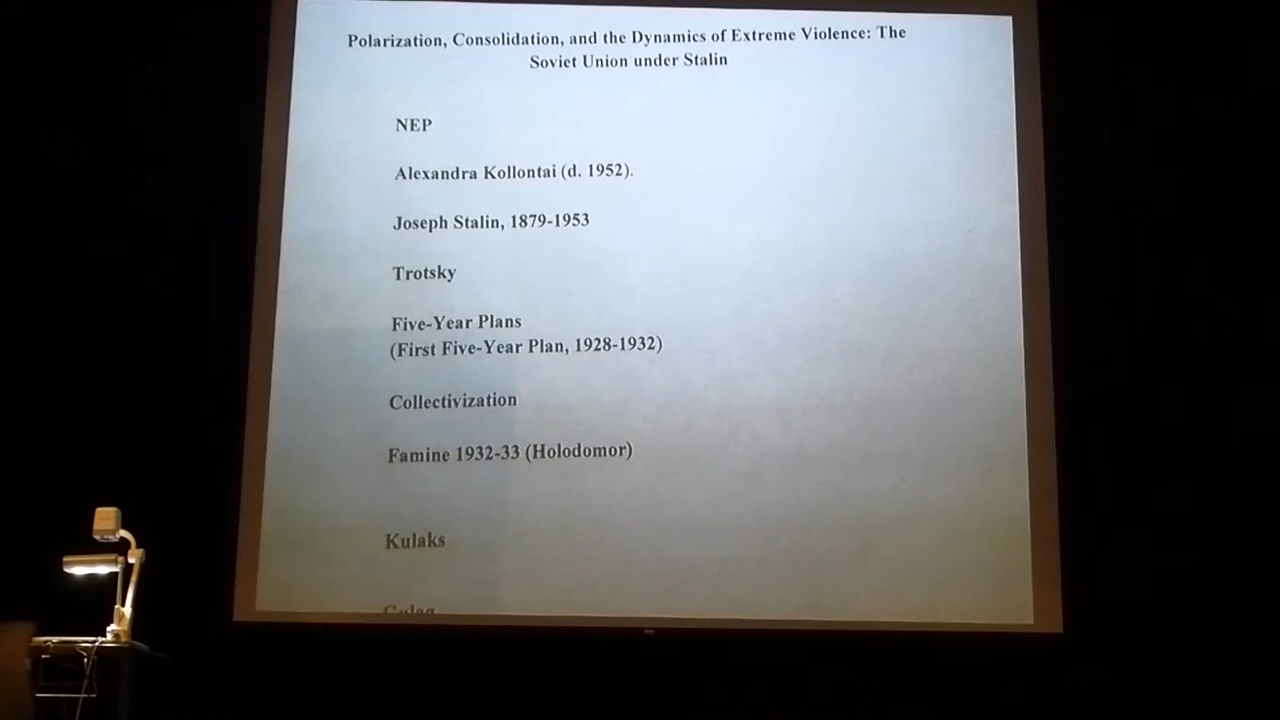 Polarization, Consolidation, and the Dynamics of Extreme Violence: The
Soviet Union under Stalin
NEP
Alexandra Kollontai (d. 1952).
Joseph Stalin, 1879-1953
Trotsky
Five-Year Plans
(First Five-Year Plan, 1928-1932)
Collectivization
Famine 1932-33 (Holodomor)
Kulaks
Gulag